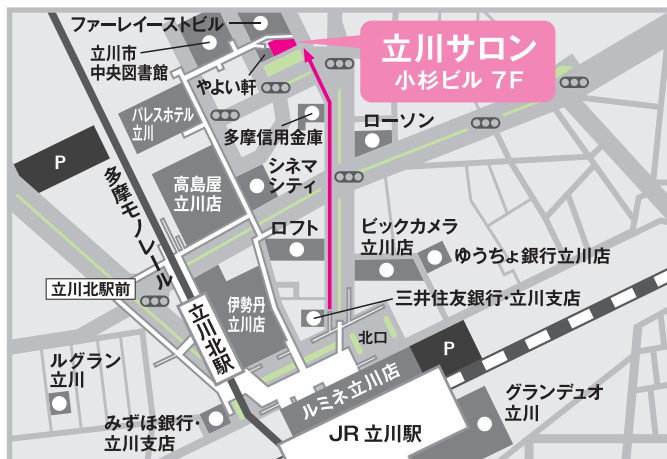 ファーレイーストビル
立川市
中央図書館
やよい軒
立川サロン
小杉ビル 7F
パレスホテル
立川
多摩信用金庫
ローソン
P
多摩モノレール
高島屋
立川店
シネマ
シティ
ロフト
ビックカメラ
立川店
ゆうちょ銀行立川店
立川北駅前
伊勢丹
立川店
三井住友銀行・立川支店
立川北駅
北口
P
ルグラン
立川
ルミネ立川店
グランデュオ
立川
みずほ銀行・
立川支店
JR 立川駅